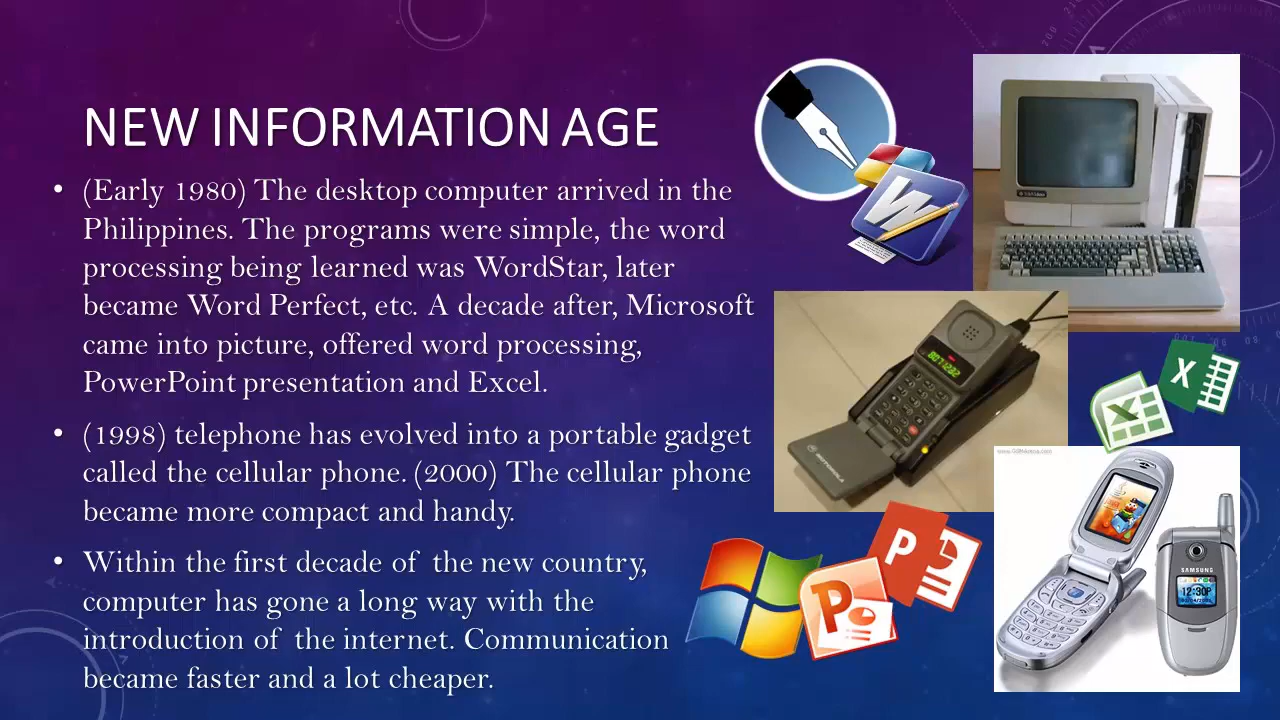 NEW INFORMATION AGE
• (Early 1980) The desktop computer arrived in the
Philippines. The programs were simple, the word
processing being learned was WordStar, later
became Word Perfect, etc. A decade after, Microsoft
came into picture, offered word processing,
PowerPoint presentation and Excel.
• (1998) telephone has evolved into a portable gadget
called the cellular phone. (2000) The cellular phone
became more compact and handy.
• Within the first decade of the new country,
computer has gone a long way with the
introduction of the internet. Communication
became faster and a lot cheaper.
W
MOTOROLA
X
X
P
P
SAMSUNG
12:30P